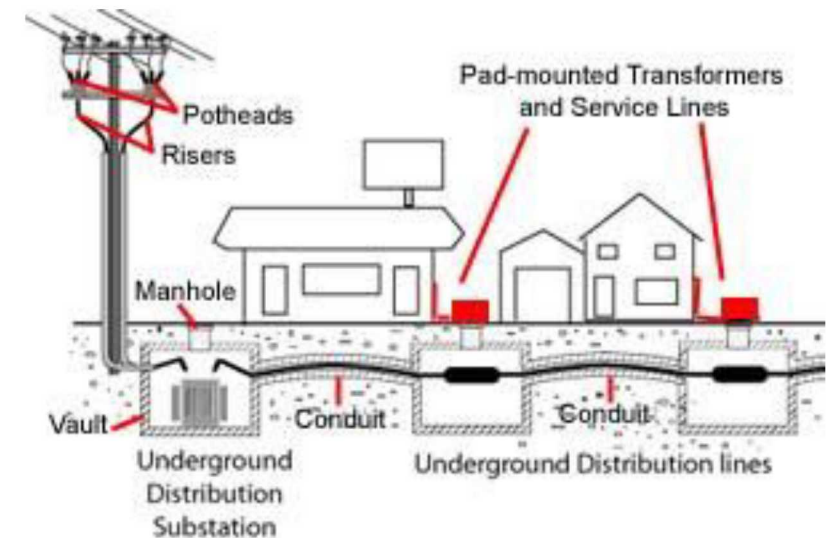 Pad-mounted Transformers
and Service Lines
Potheads
Risers
Manhole
Vault
Conduit
Conduit
Underground
Distribution
Substation
Underground Distribution lines